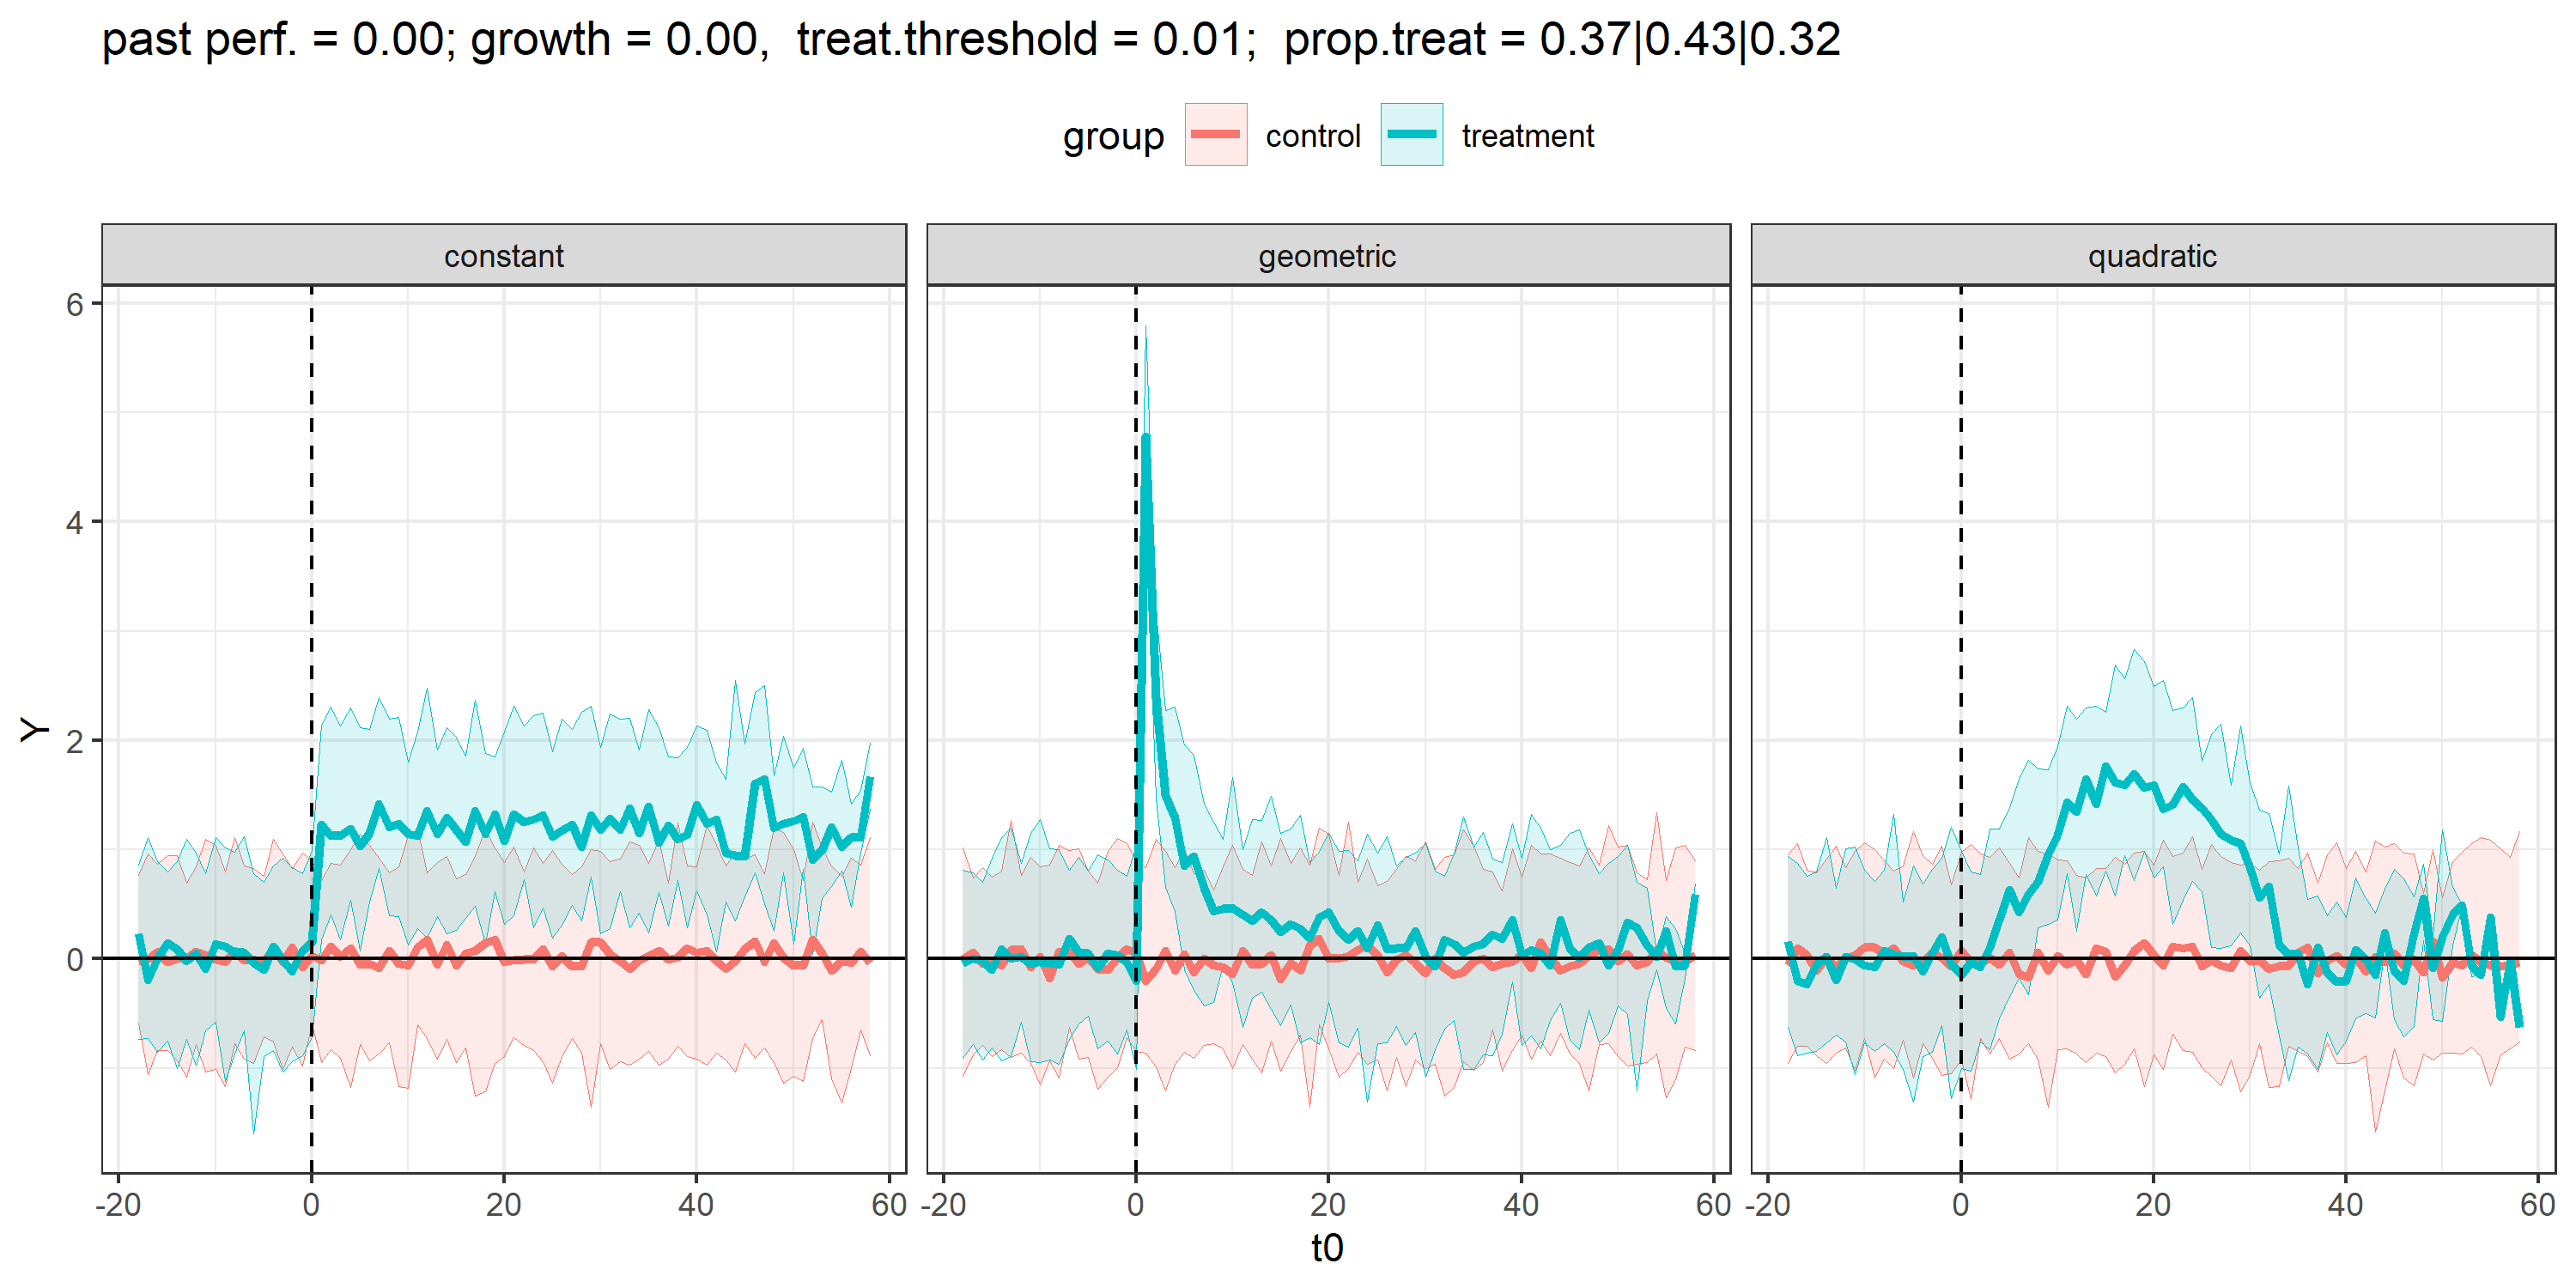 past perf. = 0.00; growth = 0.00,  treat.threshold = 0.01;  prop.treat = 0.37|0.43|0.32
group control treatment
constant geometric quadratic
6
4
2
0
Y
-20 0 20 40 60 -20 0 20 40 60 -20 0 20 40 60
t0